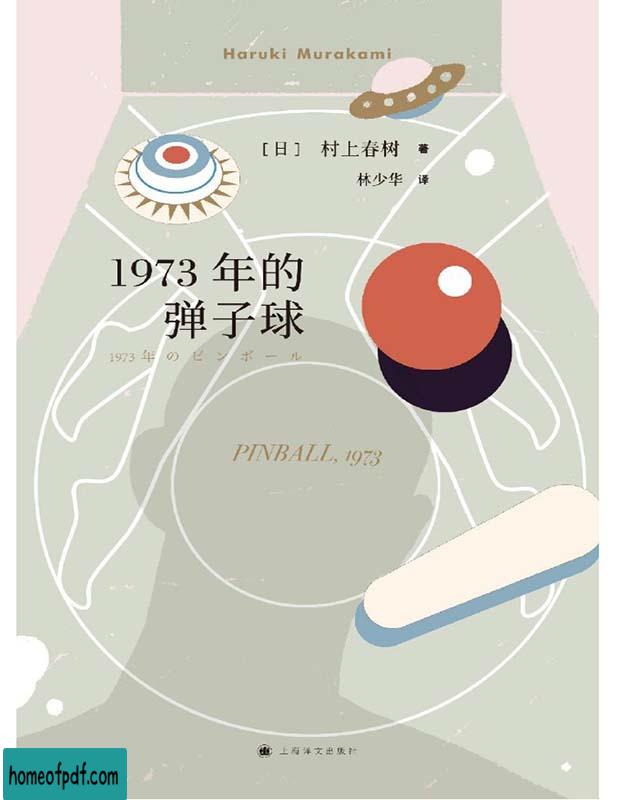 Haruki Murakami
［日］ 村上春树 著
林少华 译
1973 年的
弹子球
1973 年のピンボール
PINBALL, 1973
上海译文出版社
homeofpdf.com